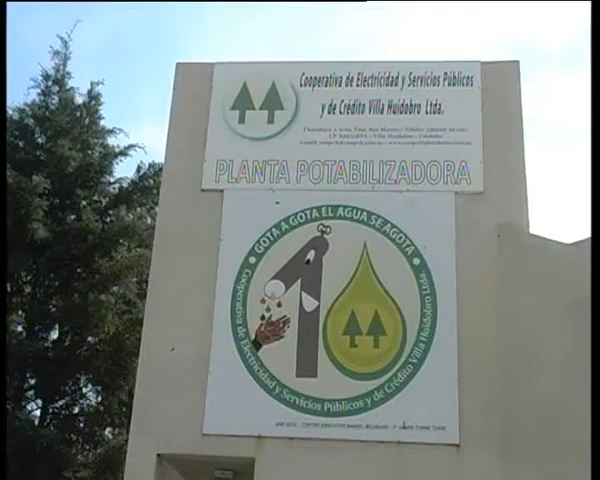 Cooperativa de Electricidad y Servicios Públicos
y de Crédito Villa Huidobro Ltda.
PLANTA POTABILIZADORA
GOTA A GOTA EL AGUA SE AGOTA
10
Cooperativa de Electricidad y Servicios Públicos y de Crédito Villa Huidobro Ltda.